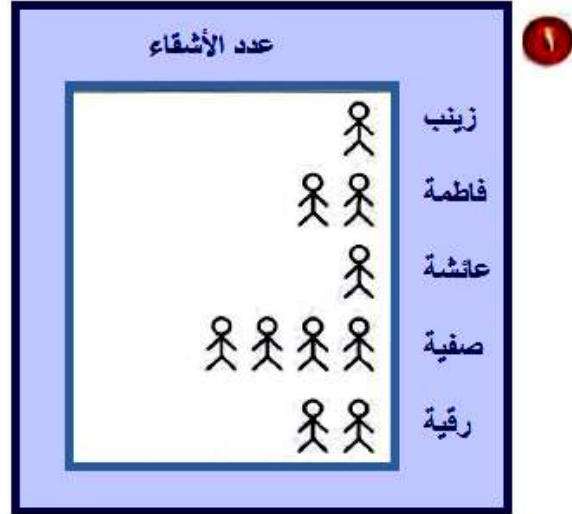 ١
عدد الأشقاء
زينب
فاطمة
عائشة
صفية
رقية